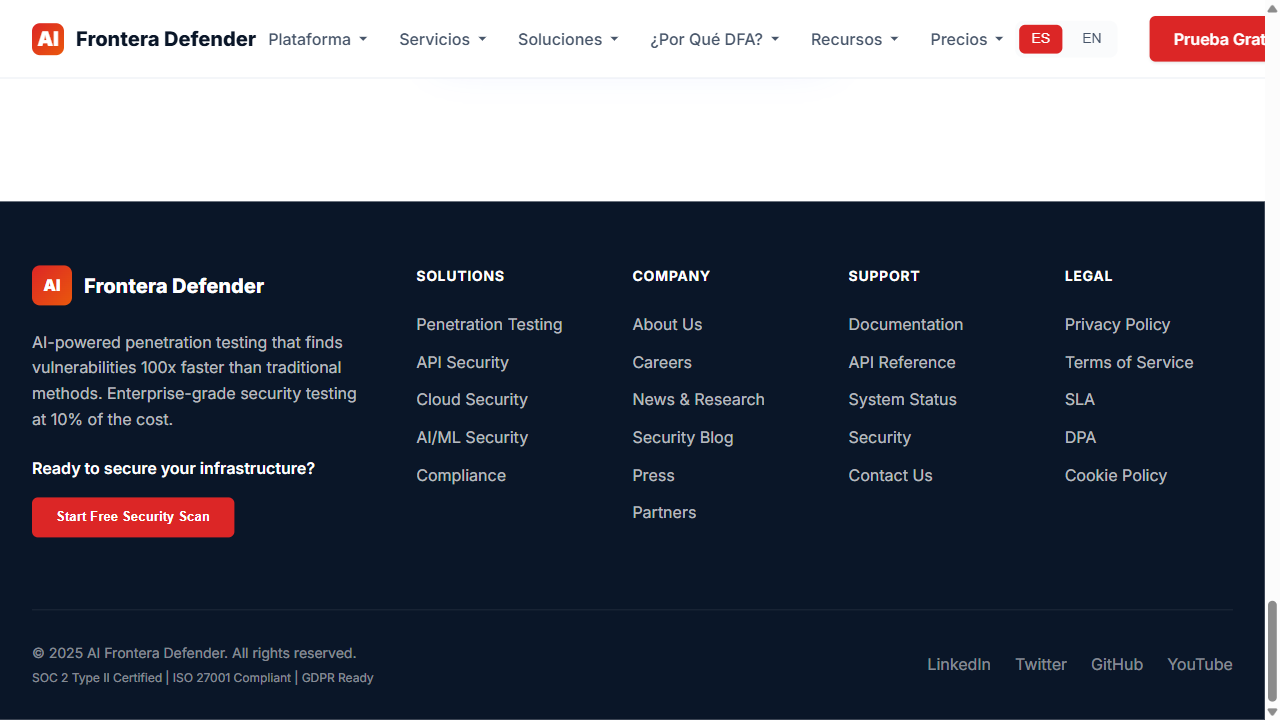 AI Frontera Defender Plataforma Servicios Soluciones ¿Por Qué DFA? Recursos Precios ES EN Prueba Grat
AI Frontera Defender
AI-powered penetration testing that finds
vulnerabilities 100x faster than traditional
methods. Enterprise-grade security testing
at 10% of the cost.
Ready to secure your infrastructure?
Start Free Security Scan
SOLUTIONS
Penetration Testing
API Security
Cloud Security
AI/ML Security
Compliance
COMPANY
About Us
Careers
News & Research
Security Blog
Press
Partners
SUPPORT
Documentation
API Reference
System Status
Security
Contact Us
LEGAL
Privacy Policy
Terms of Service
SLA
DPA
Cookie Policy
© 2025 AI Frontera Defender. All rights reserved.
SOC 2 Type II Certified | ISO 27001 Compliant | GDPR Ready
LinkedIn Twitter GitHub YouTube